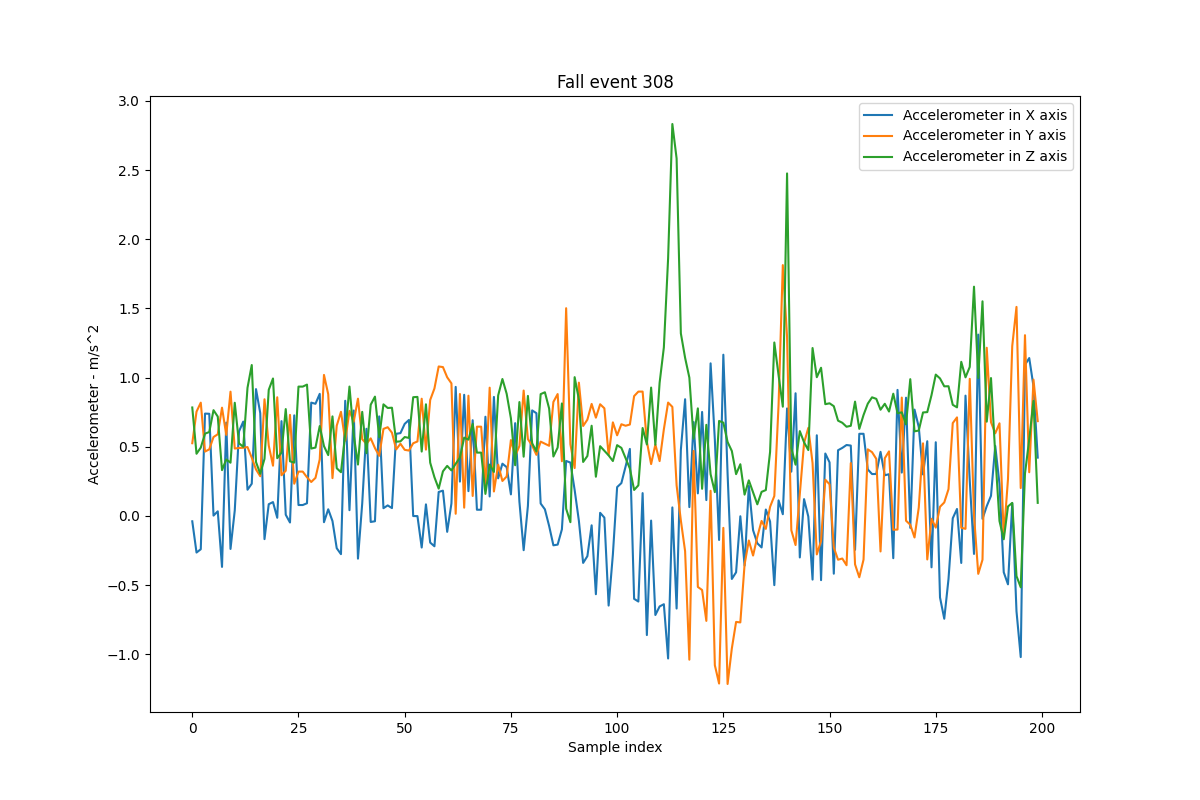 Fall event 308
Accelerometer in X axis
Accelerometer in Y axis
Accelerometer in Z axis
Accelerometer - m/s^2
3.0
2.5
2.0
1.5
1.0
0.5
0.0
−0.5
−1.0
0 25 50 75 100 125 150 175 200
Sample index